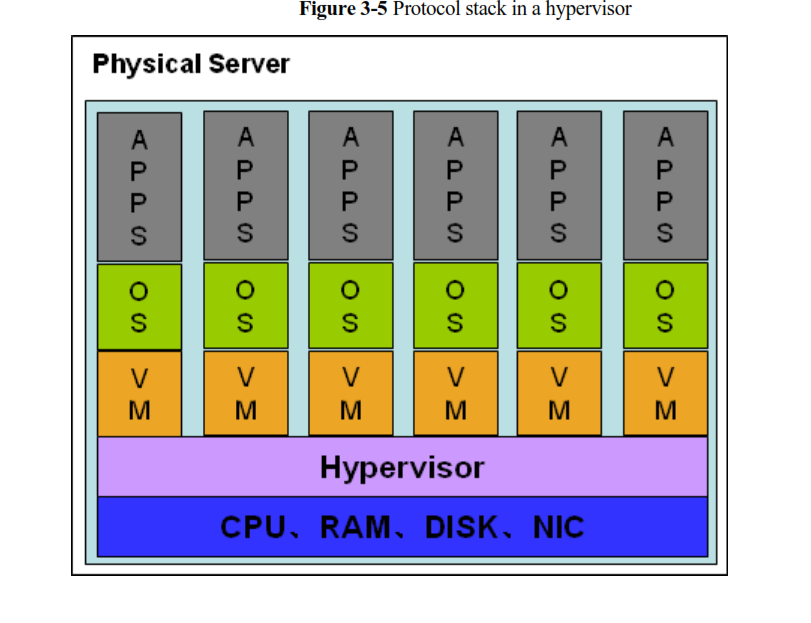 Figure 3-5 Protocol stack in a hypervisor
Physical Server
A A A A A A
P P P P P P
P P P P P P
S S S S S S
O O O O O O
S S S S S S
V V V V V V
M M M M M M
Hypervisor
CPU、RAM、DISK、NIC